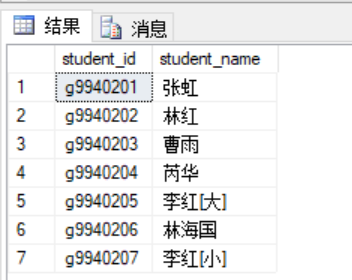 结果 消息
student_id student_name
1 g9940201 张虹
2 g9940202 林红
3 g9940203 曹雨
4 g9940204 芮华
5 g9940205 李红[大]
6 g9940206 林海国
7 g9940207 李红[小]